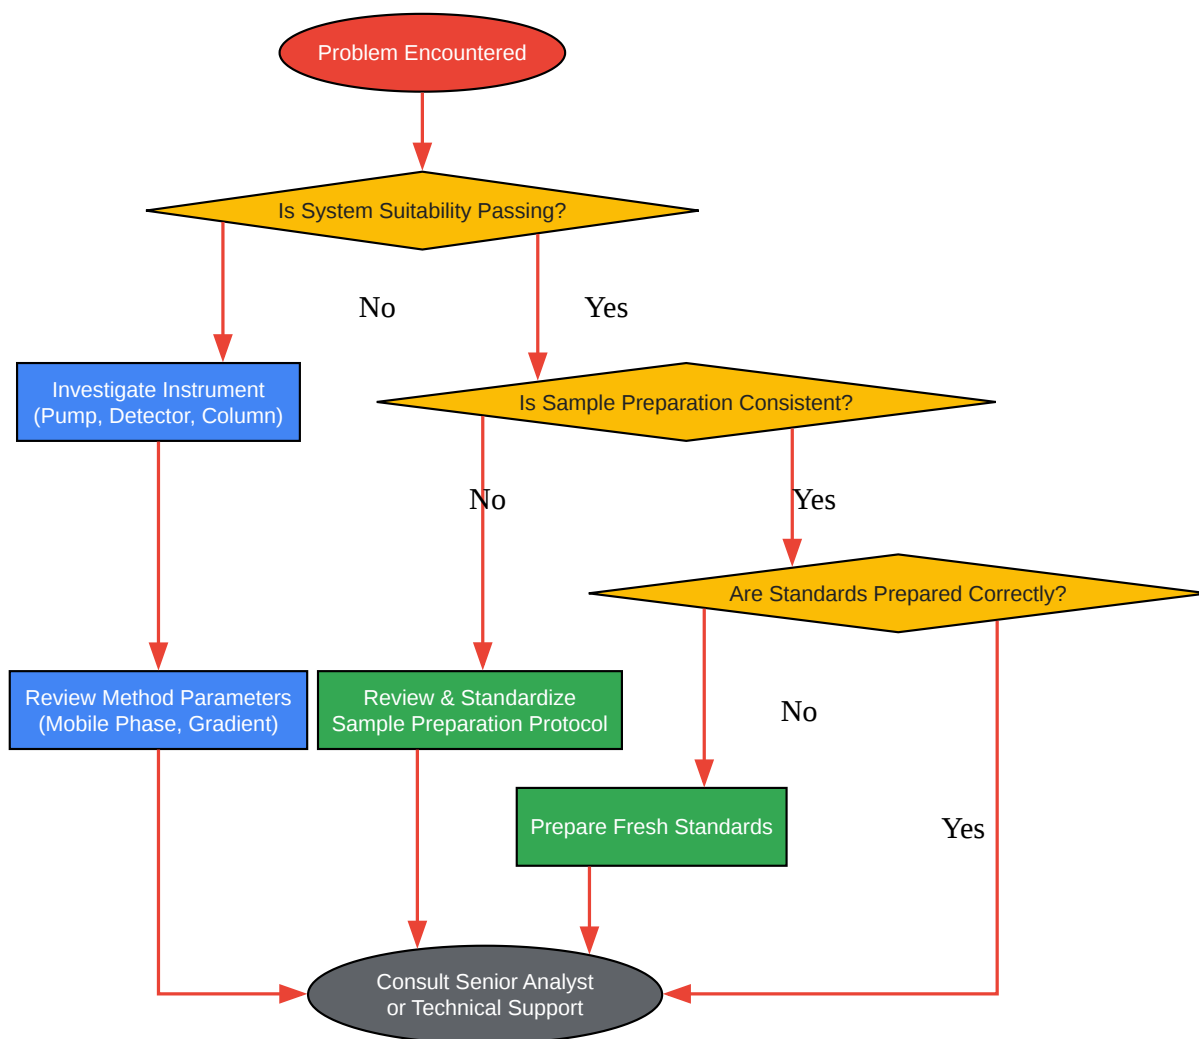 Problem Encountered
Is System Suitability Passing?
No
Yes
Investigate Instrument
(Pump, Detector, Column)
Is Sample Preparation Consistent?
No
Yes
Are Standards Prepared Correctly?
Review Method Parameters
(Mobile Phase, Gradient)
Review & Standardize
Sample Preparation Protocol
No
Prepare Fresh Standards
Yes
Consult Senior Analyst
or Technical Support